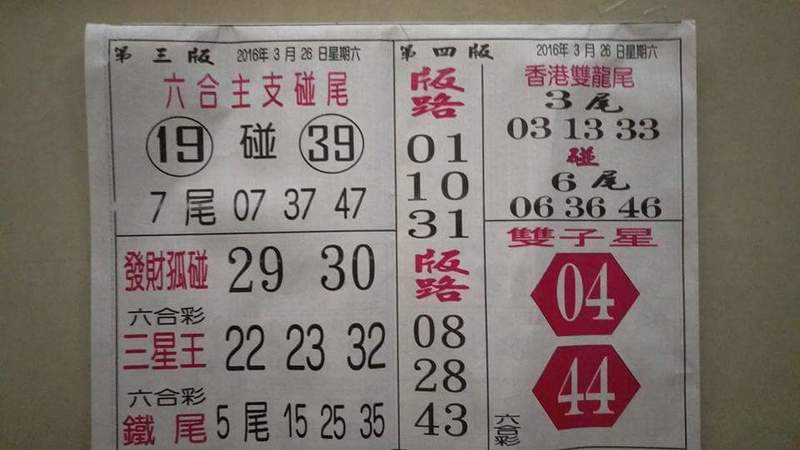 第三版 2016年3月26日星期六
六合主支碰尾
19 碰 39
7尾 07 37 47
發財孤碰 29 30
六合彩
三星王 22 23 32
六合彩
鐵尾 5尾 15 25 35
第四版 2016年3月26日星期六
版路
01
10
31
版路
08
28
43
香港雙龍尾
3尾
03 13 33
碰
6尾
06 36 46
雙子星
04
44
六合彩